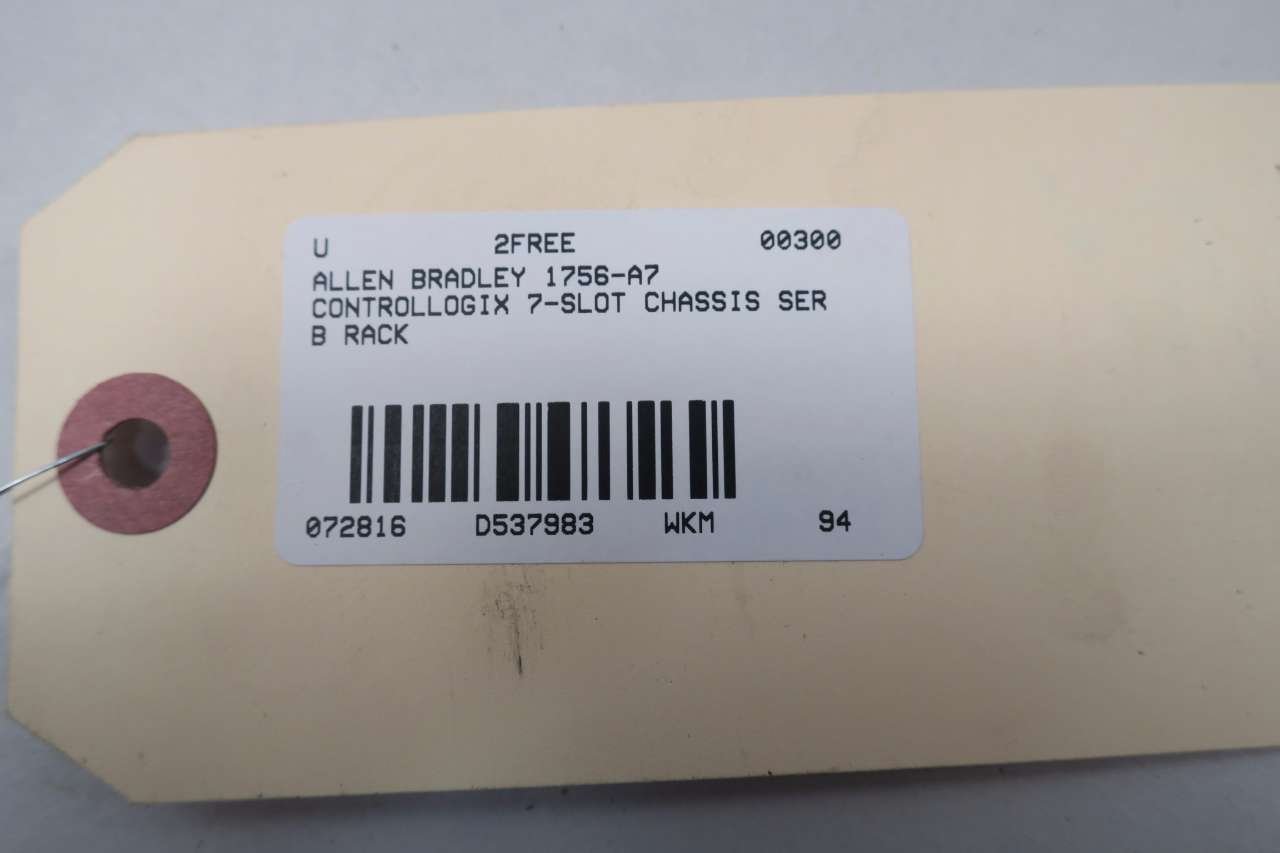 U 2FREE 00300
ALLEN BRADLEY 1756-A7
CONTROLLOGIX 7-SLOT CHASSIS SER
B RACK
072816 D537983 WKM 94